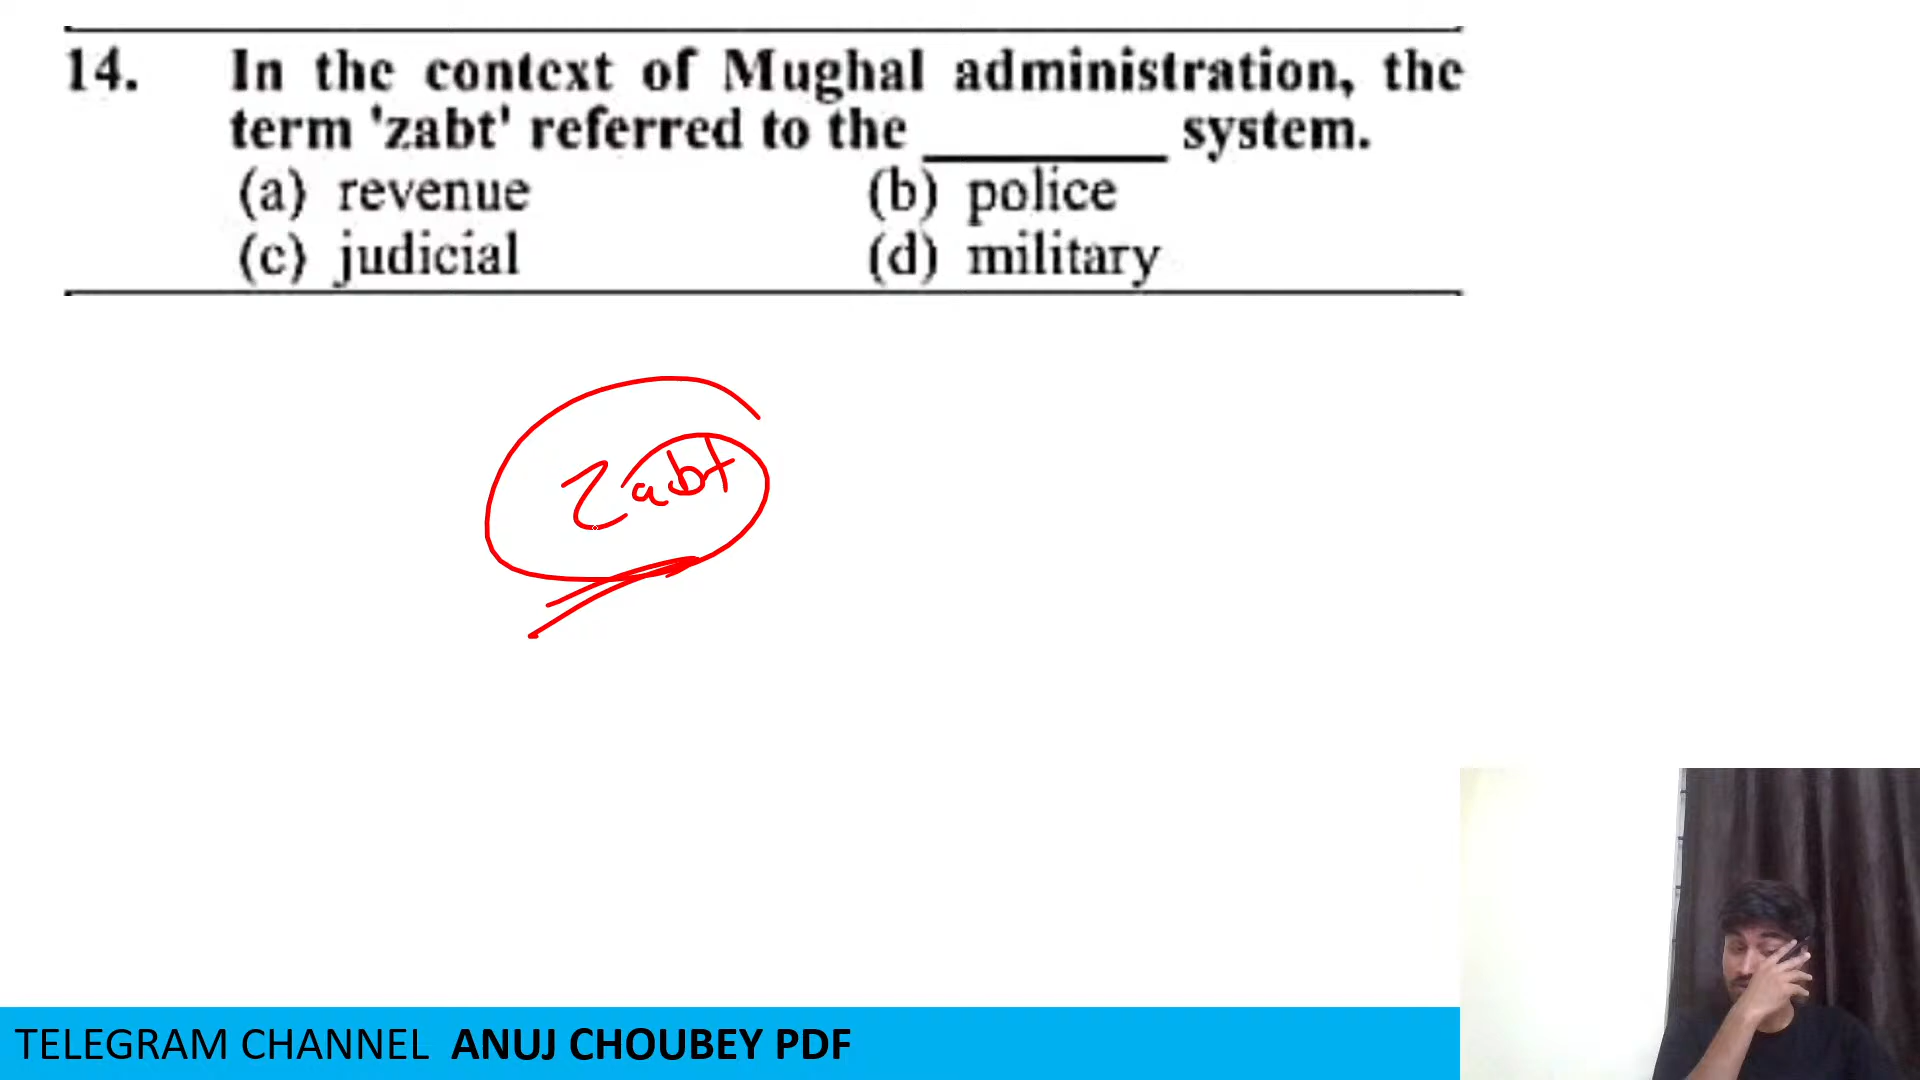 14. In the context of Mughal administration, the
term 'zabt' referred to the ________ system.
(a) revenue (b) police
(c) judicial (d) military
Zabt
TELEGRAM CHANNEL ANUJ CHOUBEY PDF